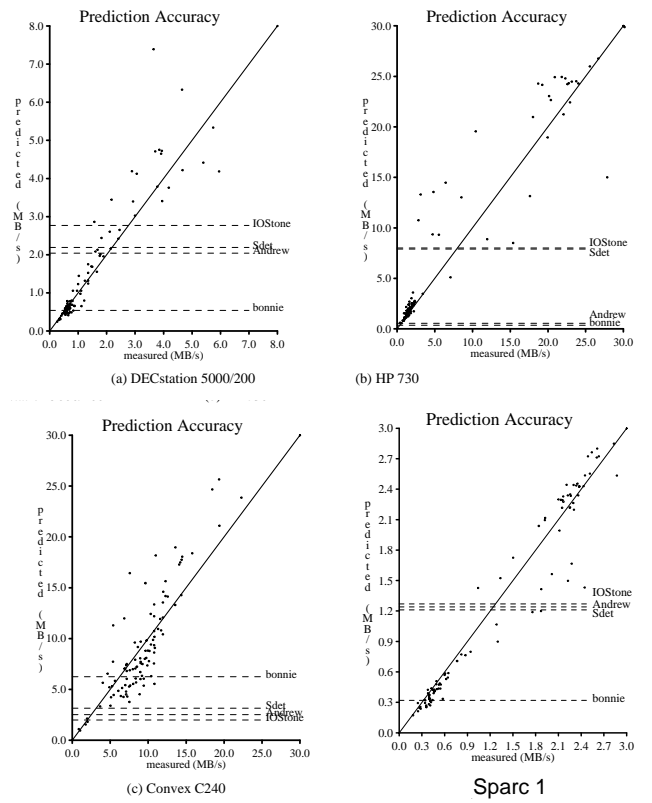 Prediction Accuracy
8.0
7.0
6.0
5.0
4.0
3.0
2.0
1.0
0.0
predicted (MB/s)
IOStone
Sdet
Andrew
bonnie
0.0 1.0 2.0 3.0 4.0 5.0 6.0 7.0 8.0
measured (MB/s)
(a) DECstation 5000/200
Prediction Accuracy
30.0
25.0
20.0
15.0
10.0
5.0
0.0
predicted (MB/s)
IOStone
Sdet
Andrew
bonnie
0.0 5.0 10.0 15.0 20.0 25.0 30.0
measured (MB/s)
(b) HP 730
Prediction Accuracy
30.0
25.0
20.0
15.0
10.0
5.0
0.0
predicted (MB/s)
bonnie
Sdet
Andrew
IOStone
0.0 5.0 10.0 15.0 20.0 25.0 30.0
measured (MB/s)
(c) Convex C240
Prediction Accuracy
3.0
2.7
2.4
2.1
1.8
1.5
1.2
0.9
0.6
0.3
0.0
predicted (MB/s)
IOStone
Andrew
Sdet
bonnie
0.0 0.3 0.6 0.9 1.2 1.5 1.8 2.1 2.4 2.7 3.0
measured (MB/s)
Sparc 1